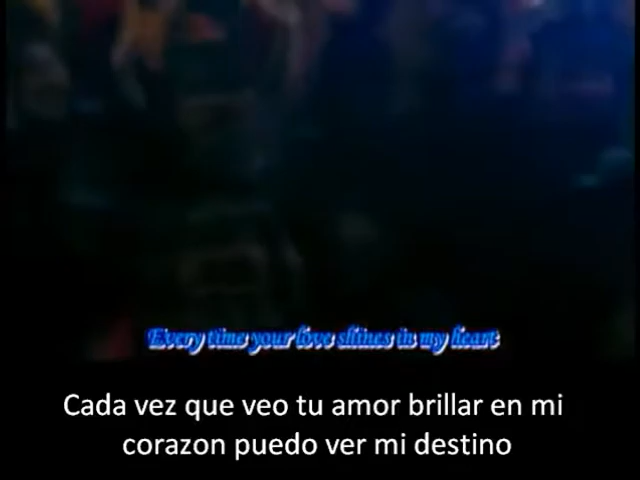 Every time your love shines in my heart
Cada vez que veo tu amor brillar en mi
corazon puedo ver mi destino